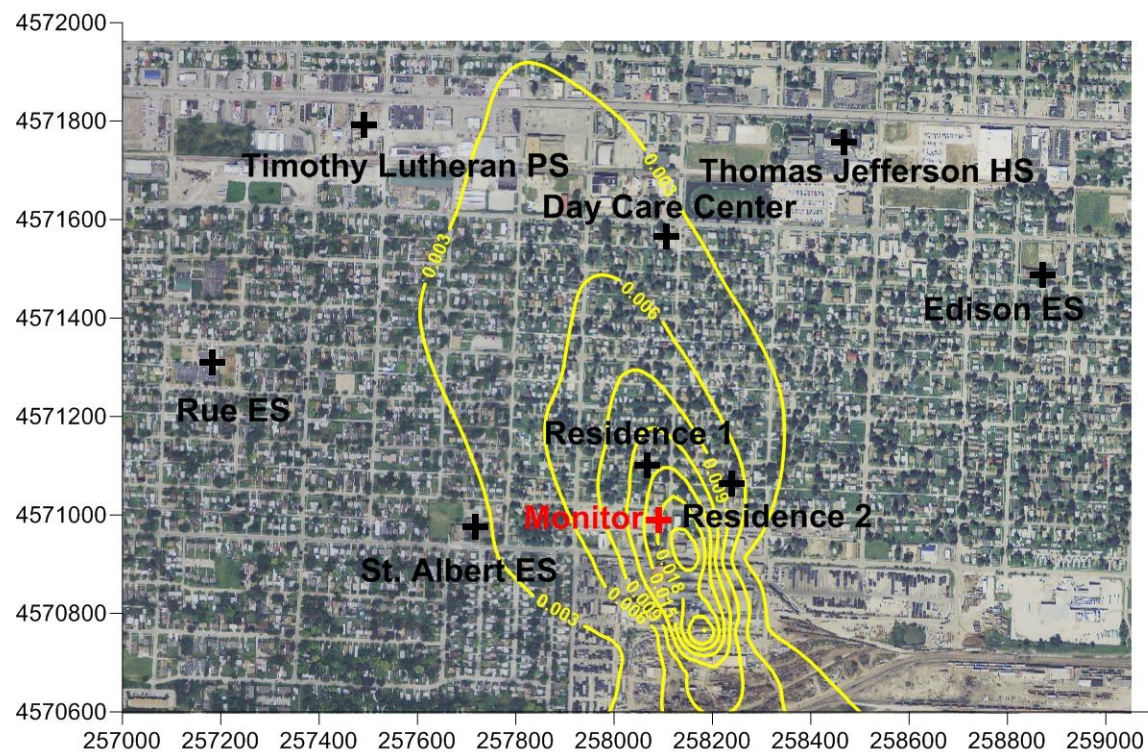 4572000
4571800
4571600
4571400
4571200
4571000
4570800
4570600
Timothy Lutheran PS
Thomas Jefferson HS
0.003
Day Care Center
0.003
Edison ES
0.006
Rue ES
Residence 1
0.009
Monitor
Residence 2
St. Albert ES
0.018
0.009
0.006
0.003
257000 257200 257400 257600 257800 258000 258200 258400 258600 258800 259000